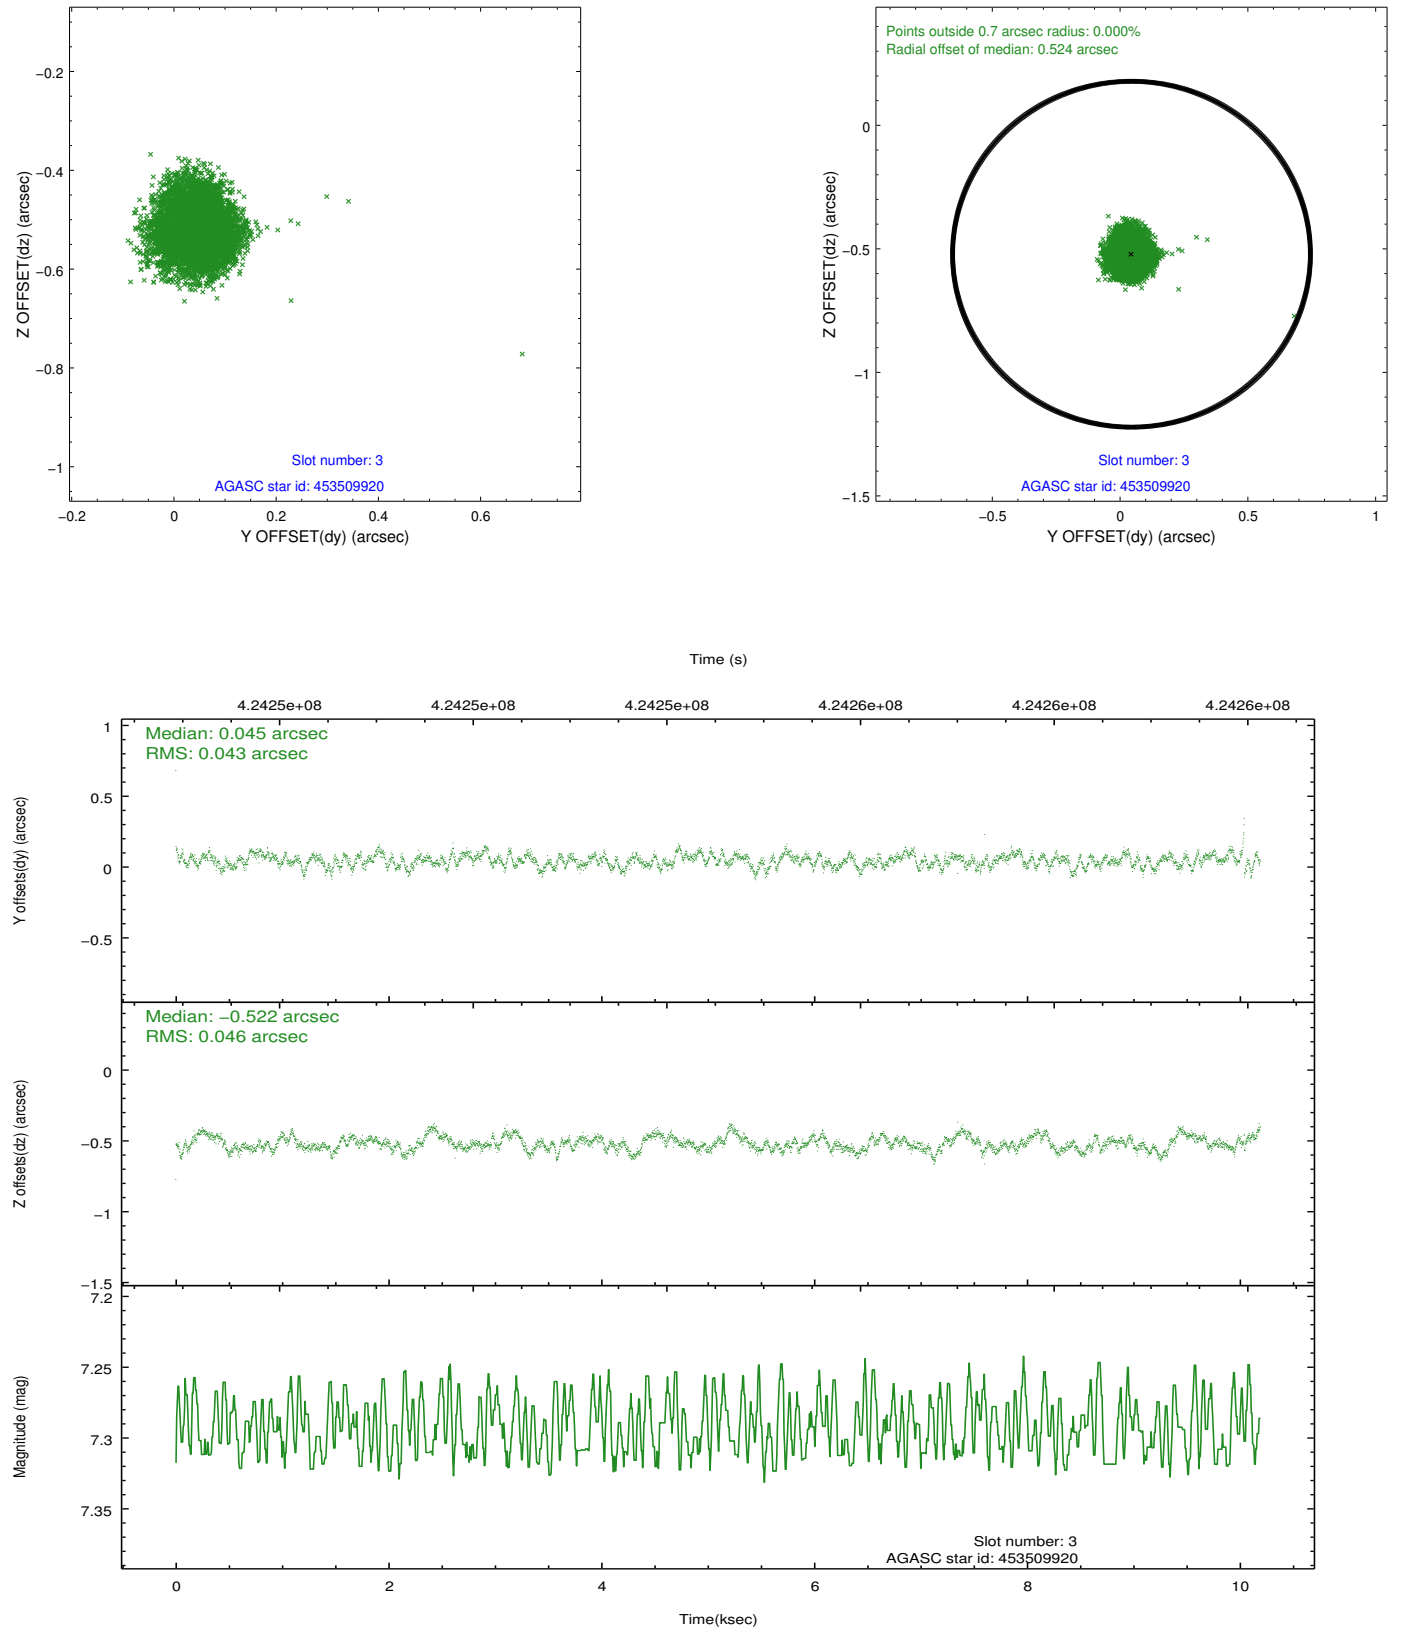 −0.2
−0.4
−0.6
−0.8
−1
Z OFFSET(dz) (arcsec)
Slot number: 3
AGASC star id: 453509920
−0.2 0 0.2 0.4 0.6
Y OFFSET(dy) (arcsec)
Points outside 0.7 arcsec radius: 0.000%
Radial offset of median: 0.524 arcsec
0
−0.5
−1
−1.5
Z OFFSET(dz) (arcsec)
Slot number: 3
AGASC star id: 453509920
−0.5 0 0.5 1
Y OFFSET(dy) (arcsec)
Time (s)
4.2425e+08 4.2425e+08 4.2425e+08 4.2426e+08 4.2426e+08 4.2426e+08
Median: 0.045 arcsec
RMS: 0.043 arcsec
1
0.5
0
−0.5
Y offsets(dy) (arcsec)
Median: −0.522 arcsec
RMS: 0.046 arcsec
0
−0.5
−1
−1.5
Z offsets(dz) (arcsec)
7.2
7.25
7.3
7.35
Magnitude (mag)
Slot number: 3
AGASC star id: 453509920
0 2 4 6 8 10
Time(ksec)